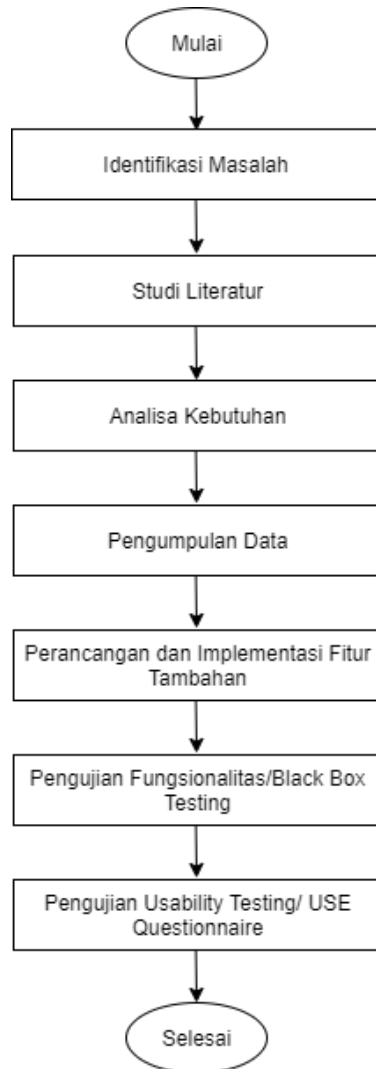 Mulai
Identifikasi Masalah
Studi Literatur
Analisa Kebutuhan
Pengumpulan Data
Perancangan dan Implementasi Fitur
Tambahan
Pengujian Fungsionalitas/Black Box
Testing
Pengujian Usability Testing/ USE
Questionnaire
Selesai